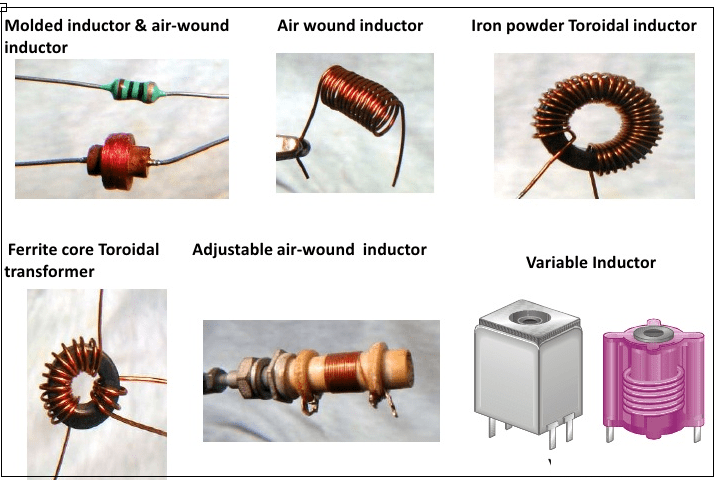 Molded inductor & air-wound
inductor
Air wound inductor
Iron powder Toroidal inductor
Ferrite core Toroidal
transformer
Adjustable air-wound inductor
Variable Inductor